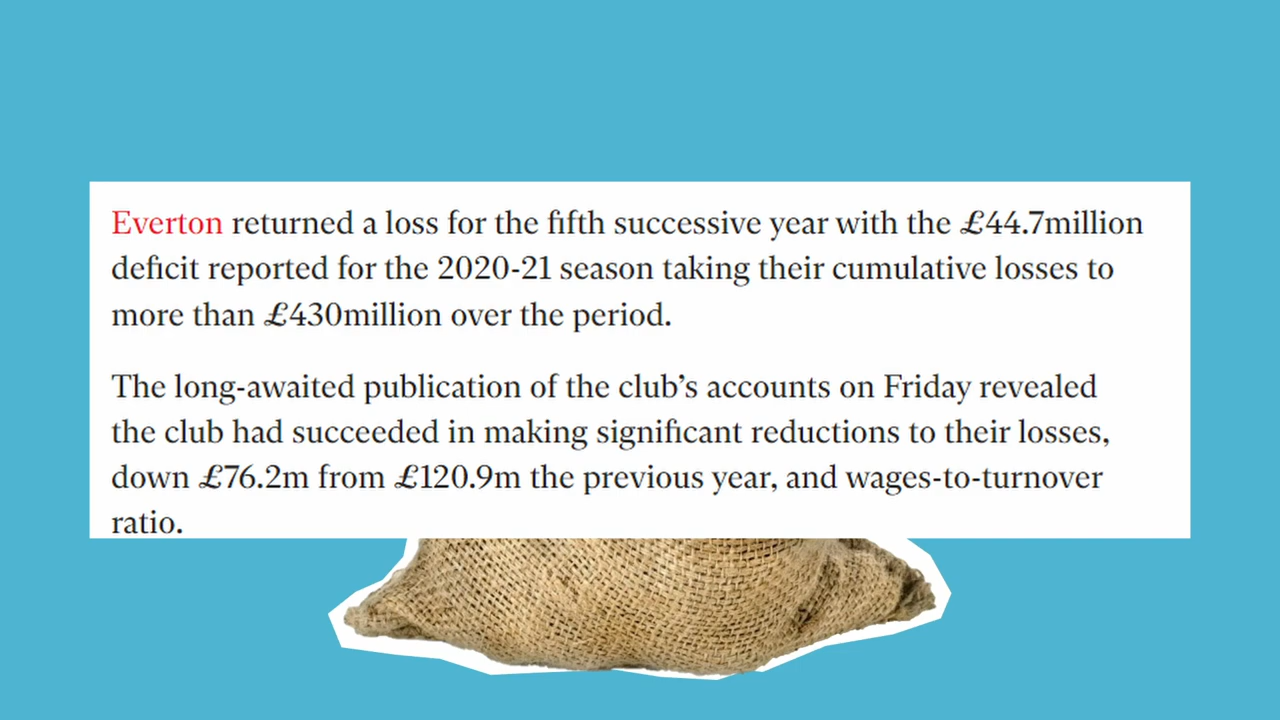 Everton returned a loss for the fifth successive year with the £44.7million
deficit reported for the 2020-21 season taking their cumulative losses to
more than £430million over the period.
The long-awaited publication of the club’s accounts on Friday revealed
the club had succeeded in making significant reductions to their losses,
down £76.2m from £120.9m the previous year, and wages-to-turnover
ratio.